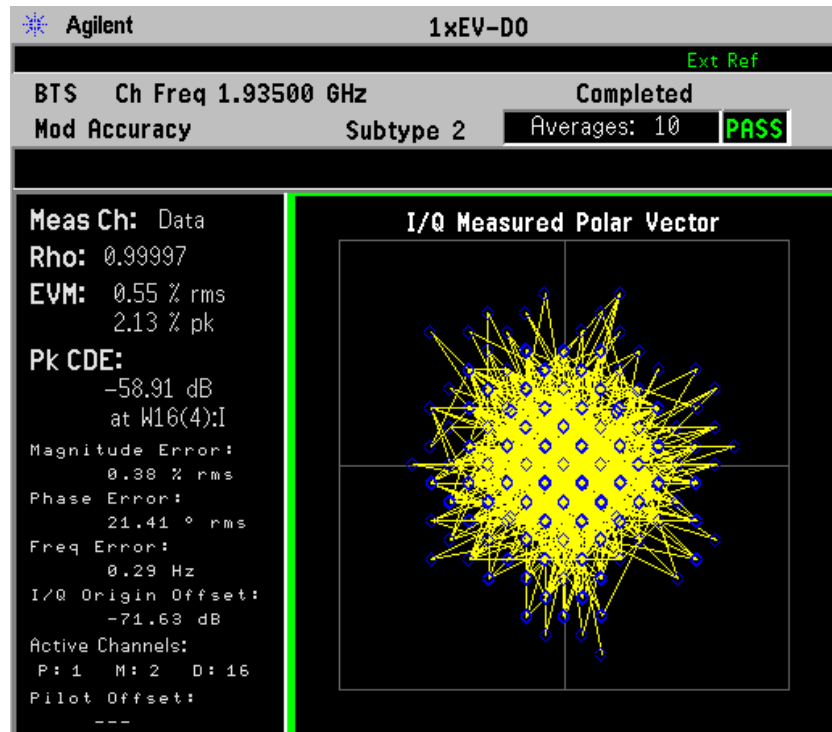 Agilent 1xEV-DO
Ext Ref
BTS Ch Freq 1.93500 GHz Completed
Mod Accuracy Subtype 2 Averages: 10 PASS
Meas Ch: Data
Rho: 0.99997
EVM: 0.55 % rms
2.13 % pk
Pk CDE:
-58.91 dB
at W16(4):I
Magnitude Error:
0.38 % rms
Phase Error:
21.41 ° rms
Freq Error:
0.29 Hz
I/Q Origin Offset:
-71.63 dB
Active Channels:
P: 1 M: 2 D: 16
Pilot Offset:
---
I/Q Measured Polar Vector